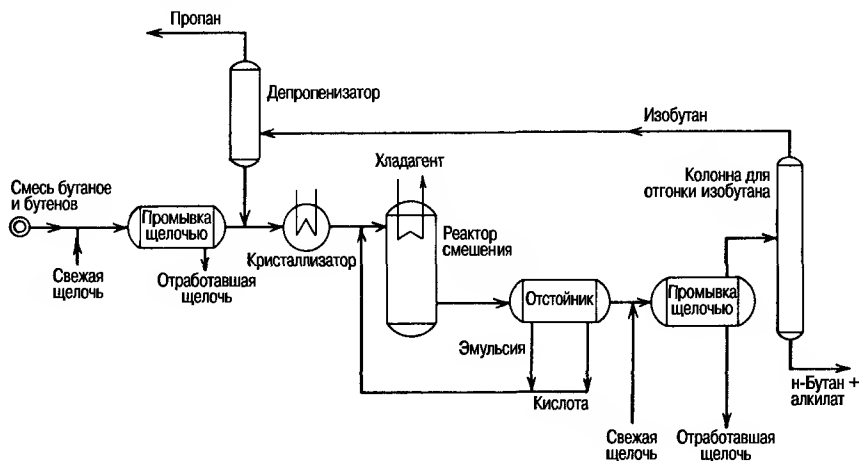 Пропан
Депропенизатор
Изобутан
Хладагент
Колонна для
отгонки изобутана
Смесь бутаное
и бутенов
Промывка
щелочью
Кристаллизатор
Реактор
смешения
Свежая
щелочь
Отработавшая
щелочь
Отстойник
Промывка
щелочью
Эмульсия
Кислота
н-Бутан +
алкилат
Свежая
щелочь
Отработавшая
щелочь